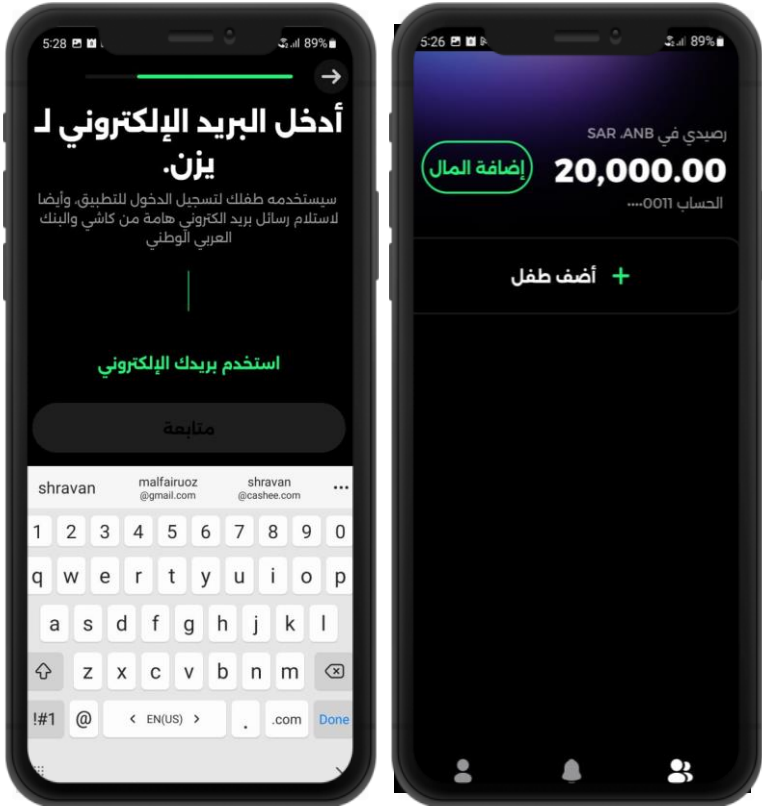 5:28
89%
أدخل البريد الإلكتروني لـ
يزن.
سيستخدمه طفلك لتسجيل الدخول للتطبيق، وأيضا
لاستلام رسائل بريد الكتروني هامة من كاشي والبنك
العربي الوطني
استخدم بريدك الإلكتروني
متابعة
shravan
malfairuoz
@gmail.com
shravan
@cashee.com
...
1 2 3 4 5 6 7 8 9 0
q w e r t y u i o p
a s d f g h j k l
z x c v b n m
!#1 @ < EN(US) > . .com Done
5:26
89%
رصيدي في SAR ،ANB
20,000.00
إضافة المال
الحساب 0011····
+ أضف طفل